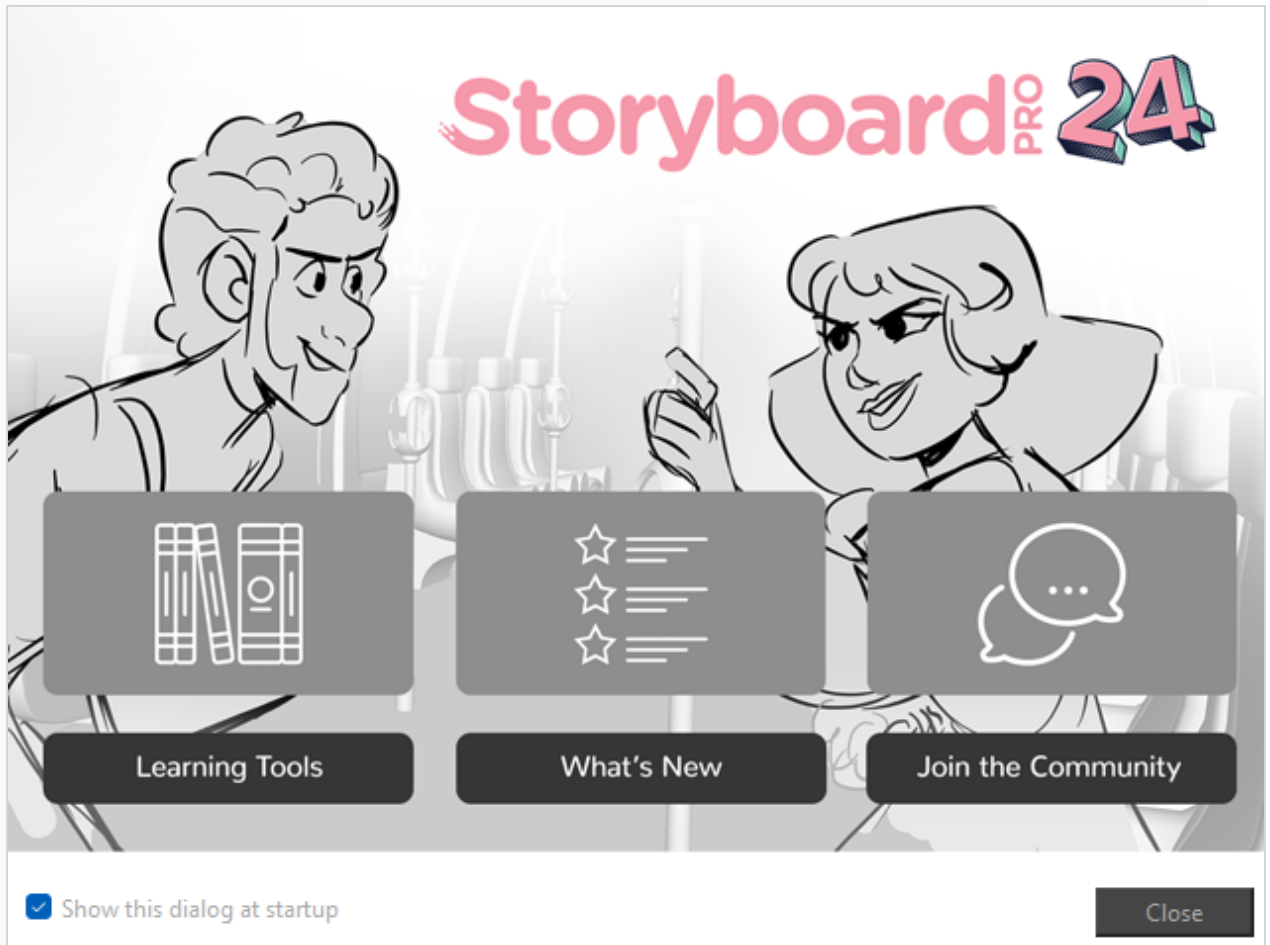 Storyboard PRO 24
Learning Tools
What's New
Join the Community
Show this dialog at startup
Close